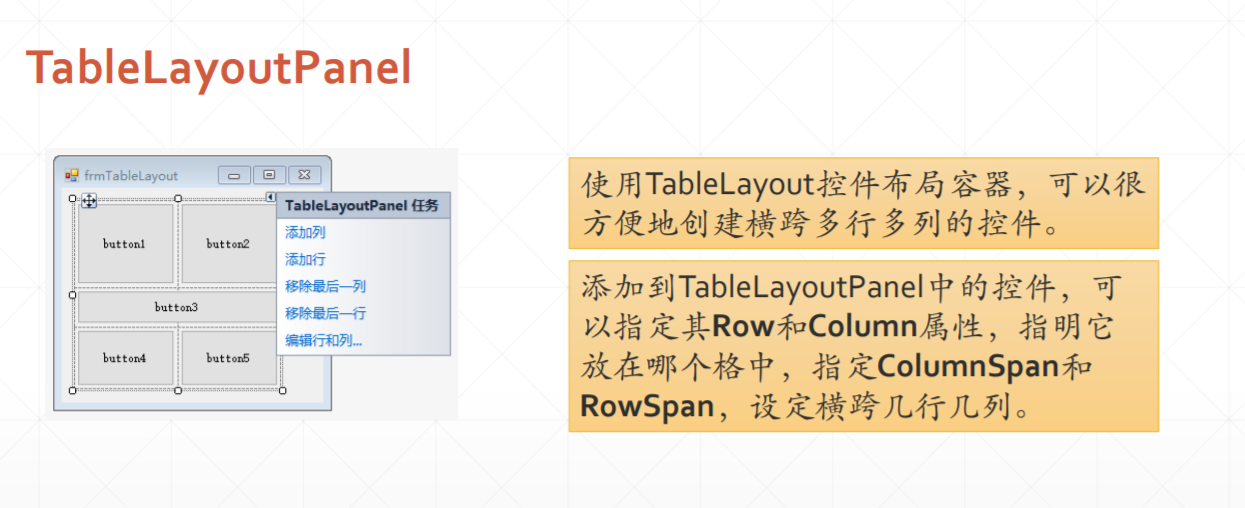 TableLayoutPanel
frmTableLayout
TableLayoutPanel 任务
添加列
添加行
移除最后一列
移除最后一行
编辑行和列...
button1
button2
button3
button4
button5
使用TableLayout控件布局容器，可以很
方便地创建横跨多行多列的控件。
添加到TableLayoutPanel中的控件，可
以指定其Row和Column属性，指明它
放在哪个格中，指定ColumnSpan和
RowSpan，设定横跨几行几列。